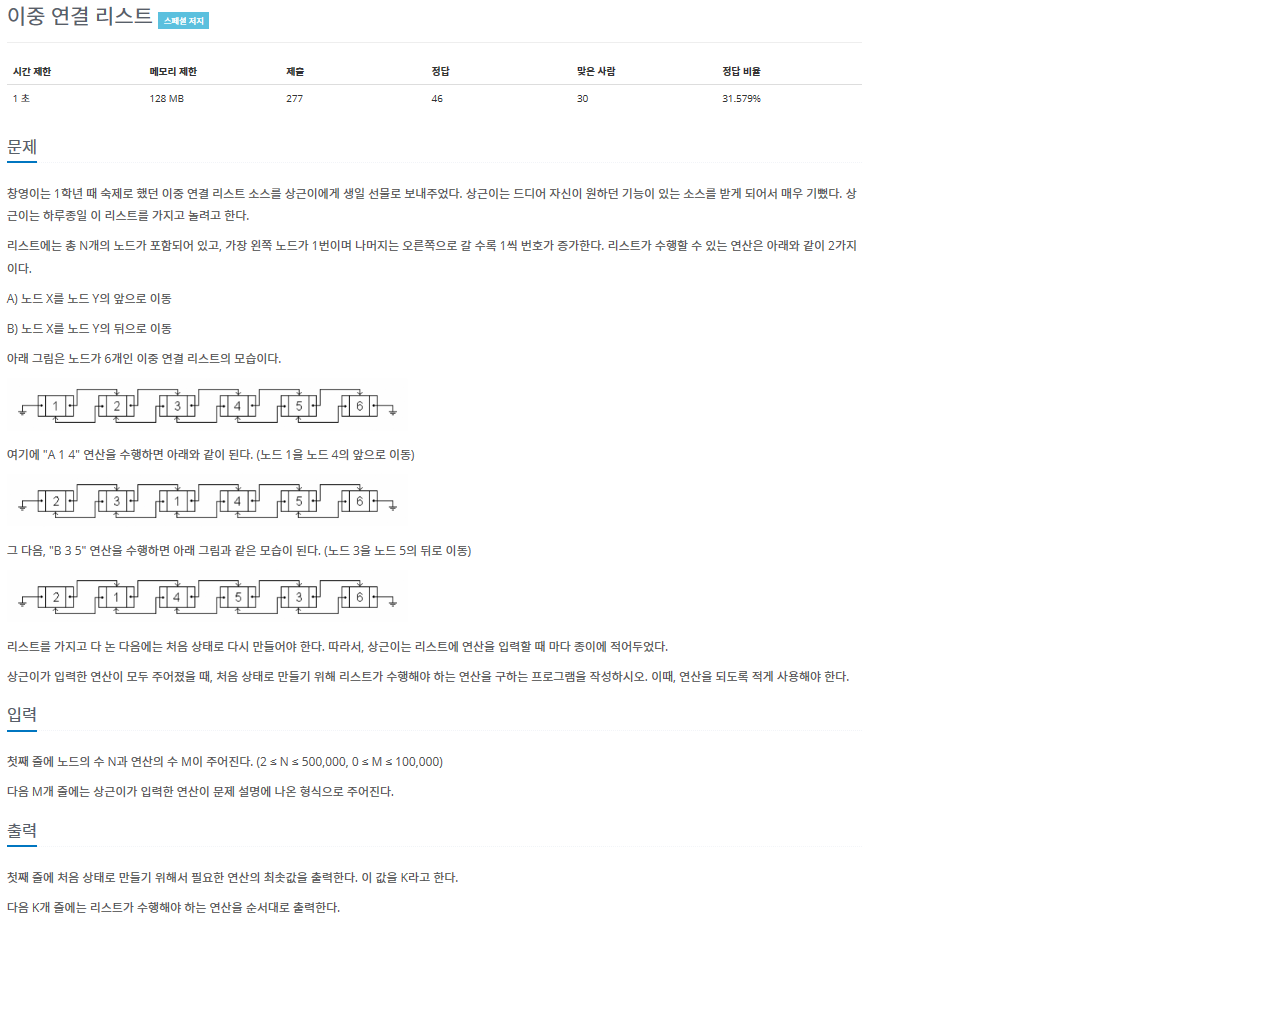 이중 연결 리스트 스페셜 저지
시간 제한 메모리 제한 제출 정답 맞은 사람 정답 비율
1 초 128 MB 277 46 30 31.579%
문제
창영이는 1학년 때 숙제로 했던 이중 연결 리스트 소스를 상근이에게 생일 선물로 보내주었다. 상근이는 드디어 자신이 원하던 기능이 있는 소스를 받게 되어서 매우 기뻤다. 상
근이는 하루종일 이 리스트를 가지고 놀려고 한다.
리스트에는 총 N개의 노드가 포함되어 있고, 가장 왼쪽 노드가 1번이며 나머지는 오른쪽으로 갈 수록 1씩 번호가 증가한다. 리스트가 수행할 수 있는 연산은 아래와 같이 2가지
이다.
A) 노드 X를 노드 Y의 앞으로 이동
B) 노드 X를 노드 Y의 뒤으로 이동
아래 그림은 노드가 6개인 이중 연결 리스트의 모습이다.
1 2 3 4 5 6
여기에 "A 1 4" 연산을 수행하면 아래와 같이 된다. (노드 1을 노드 4의 앞으로 이동)
2 3 1 4 5 6
그 다음, "B 3 5" 연산을 수행하면 아래 그림과 같은 모습이 된다. (노드 3을 노드 5의 뒤로 이동)
2 1 4 5 3 6
리스트를 가지고 다 논 다음에는 처음 상태로 다시 만들어야 한다. 따라서, 상근이는 리스트에 연산을 입력할 때 마다 종이에 적어두었다.
상근이가 입력한 연산이 모두 주어졌을 때, 처음 상태로 만들기 위해 리스트가 수행해야 하는 연산을 구하는 프로그램을 작성하시오. 이때, 연산을 되도록 적게 사용해야 한다.
입력
첫째 줄에 노드의 수 N과 연산의 수 M이 주어진다. (2 ≤ N ≤ 500,000, 0 ≤ M ≤ 100,000)
다음 M개 줄에는 상근이가 입력한 연산이 문제 설명에 나온 형식으로 주어진다.
출력
첫째 줄에 처음 상태로 만들기 위해서 필요한 연산의 최솟값을 출력한다. 이 값을 K라고 한다.
다음 K개 줄에는 리스트가 수행해야 하는 연산을 순서대로 출력한다.